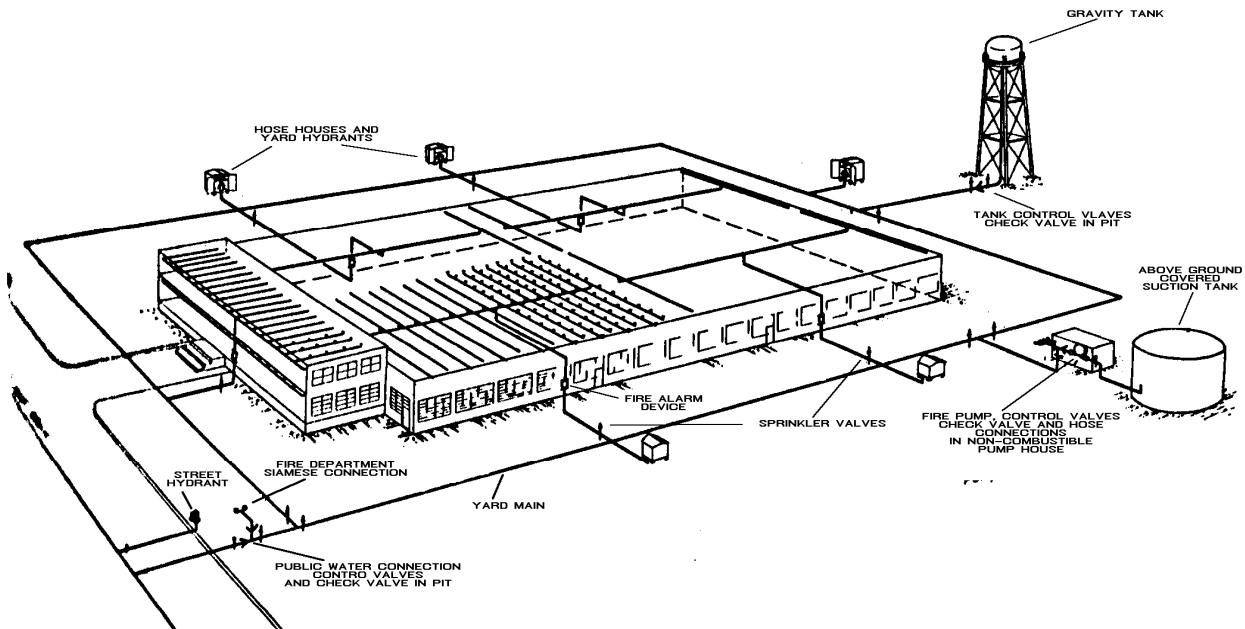 GRAVITY TANK
HOSE HOUSES AND
YARD HYDRANTS
TANK CONTROL VLAVES
CHECK VALVE IN PIT
ABOVE GROUND
COVERED
SUCTION TANK
FIRE ALARM
DEVICE
SPRINKLER VALVES
FIRE PUMP, CONTROL VALVES
CHECK VALVE AND HOSE
CONNECTIONS
IN NON-COMBUSTIBLE
PUMP HOUSE
STREET
HYDRANT
FIRE DEPARTMENT
SIAMESE CONNECTION
YARD MAIN
PUBLIC WATER CONNECTION
CONTRO VALVES
AND CHECK VALVE IN PIT